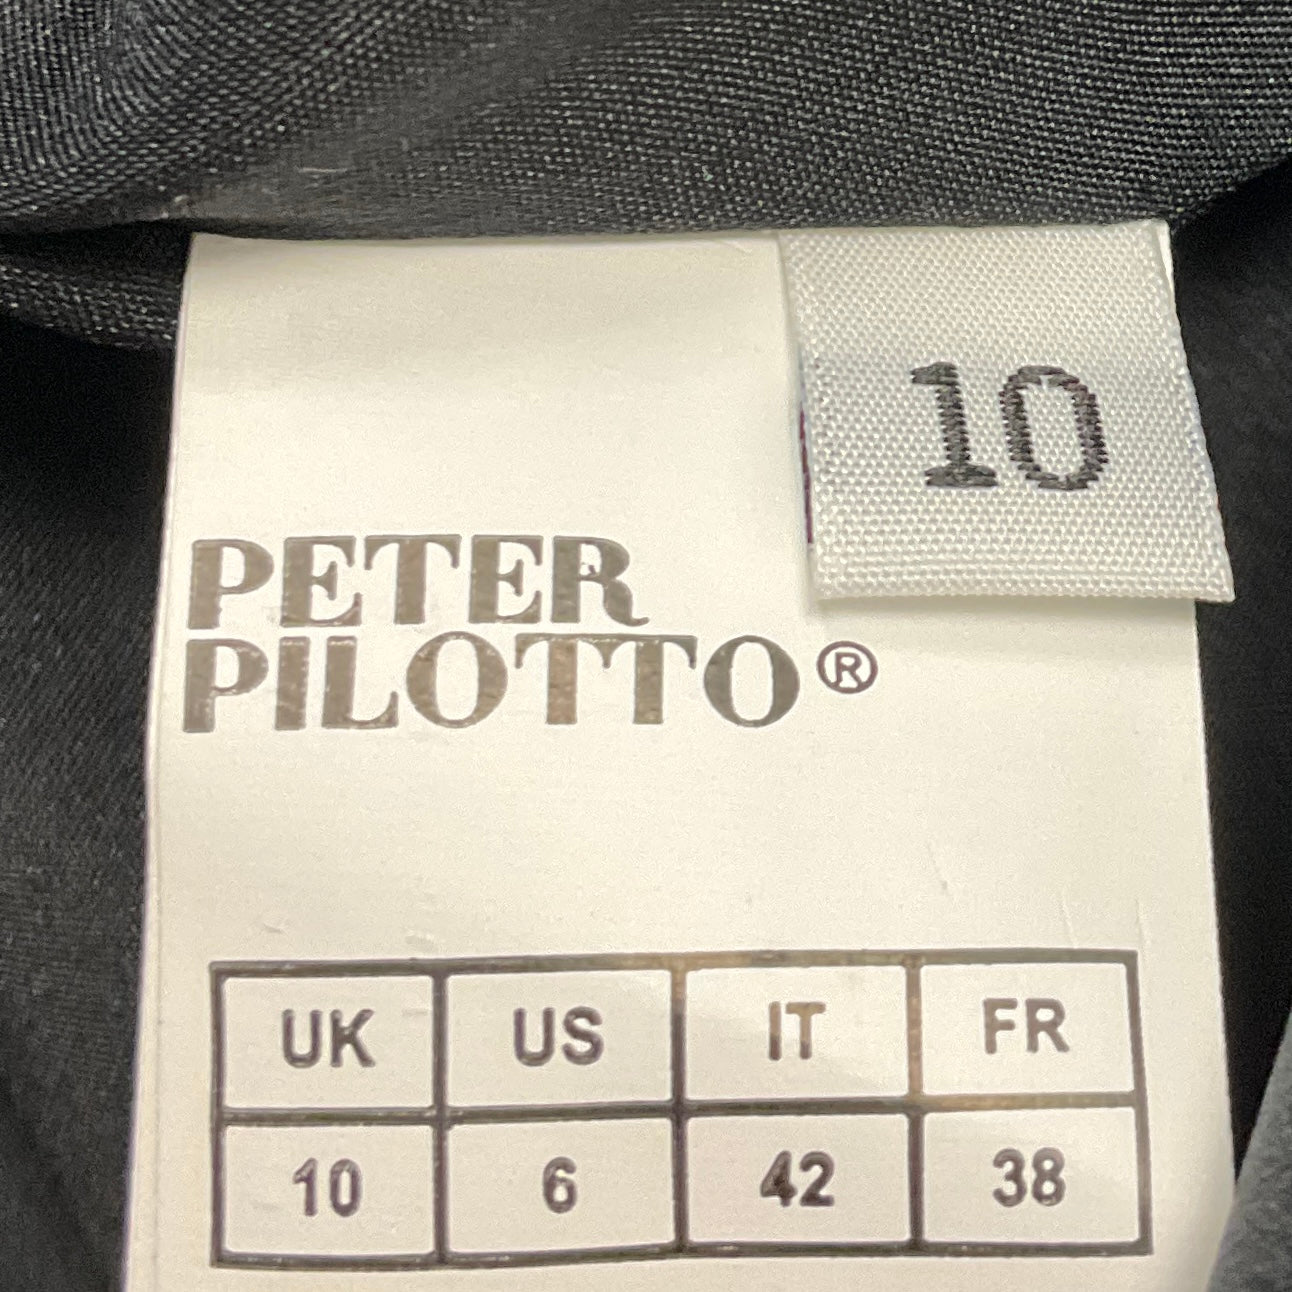 10
PETER
PILOTTO®
UK US IT FR
10 6 42 38